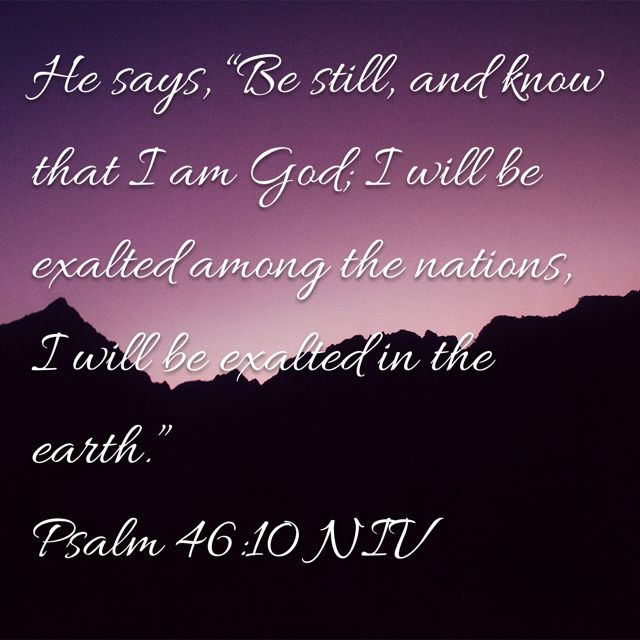 He says, “Be still, and know
that I am God; I will be
exalted among the nations,
I will be exalted in the
earth.”
Psalm 46:10 NIV